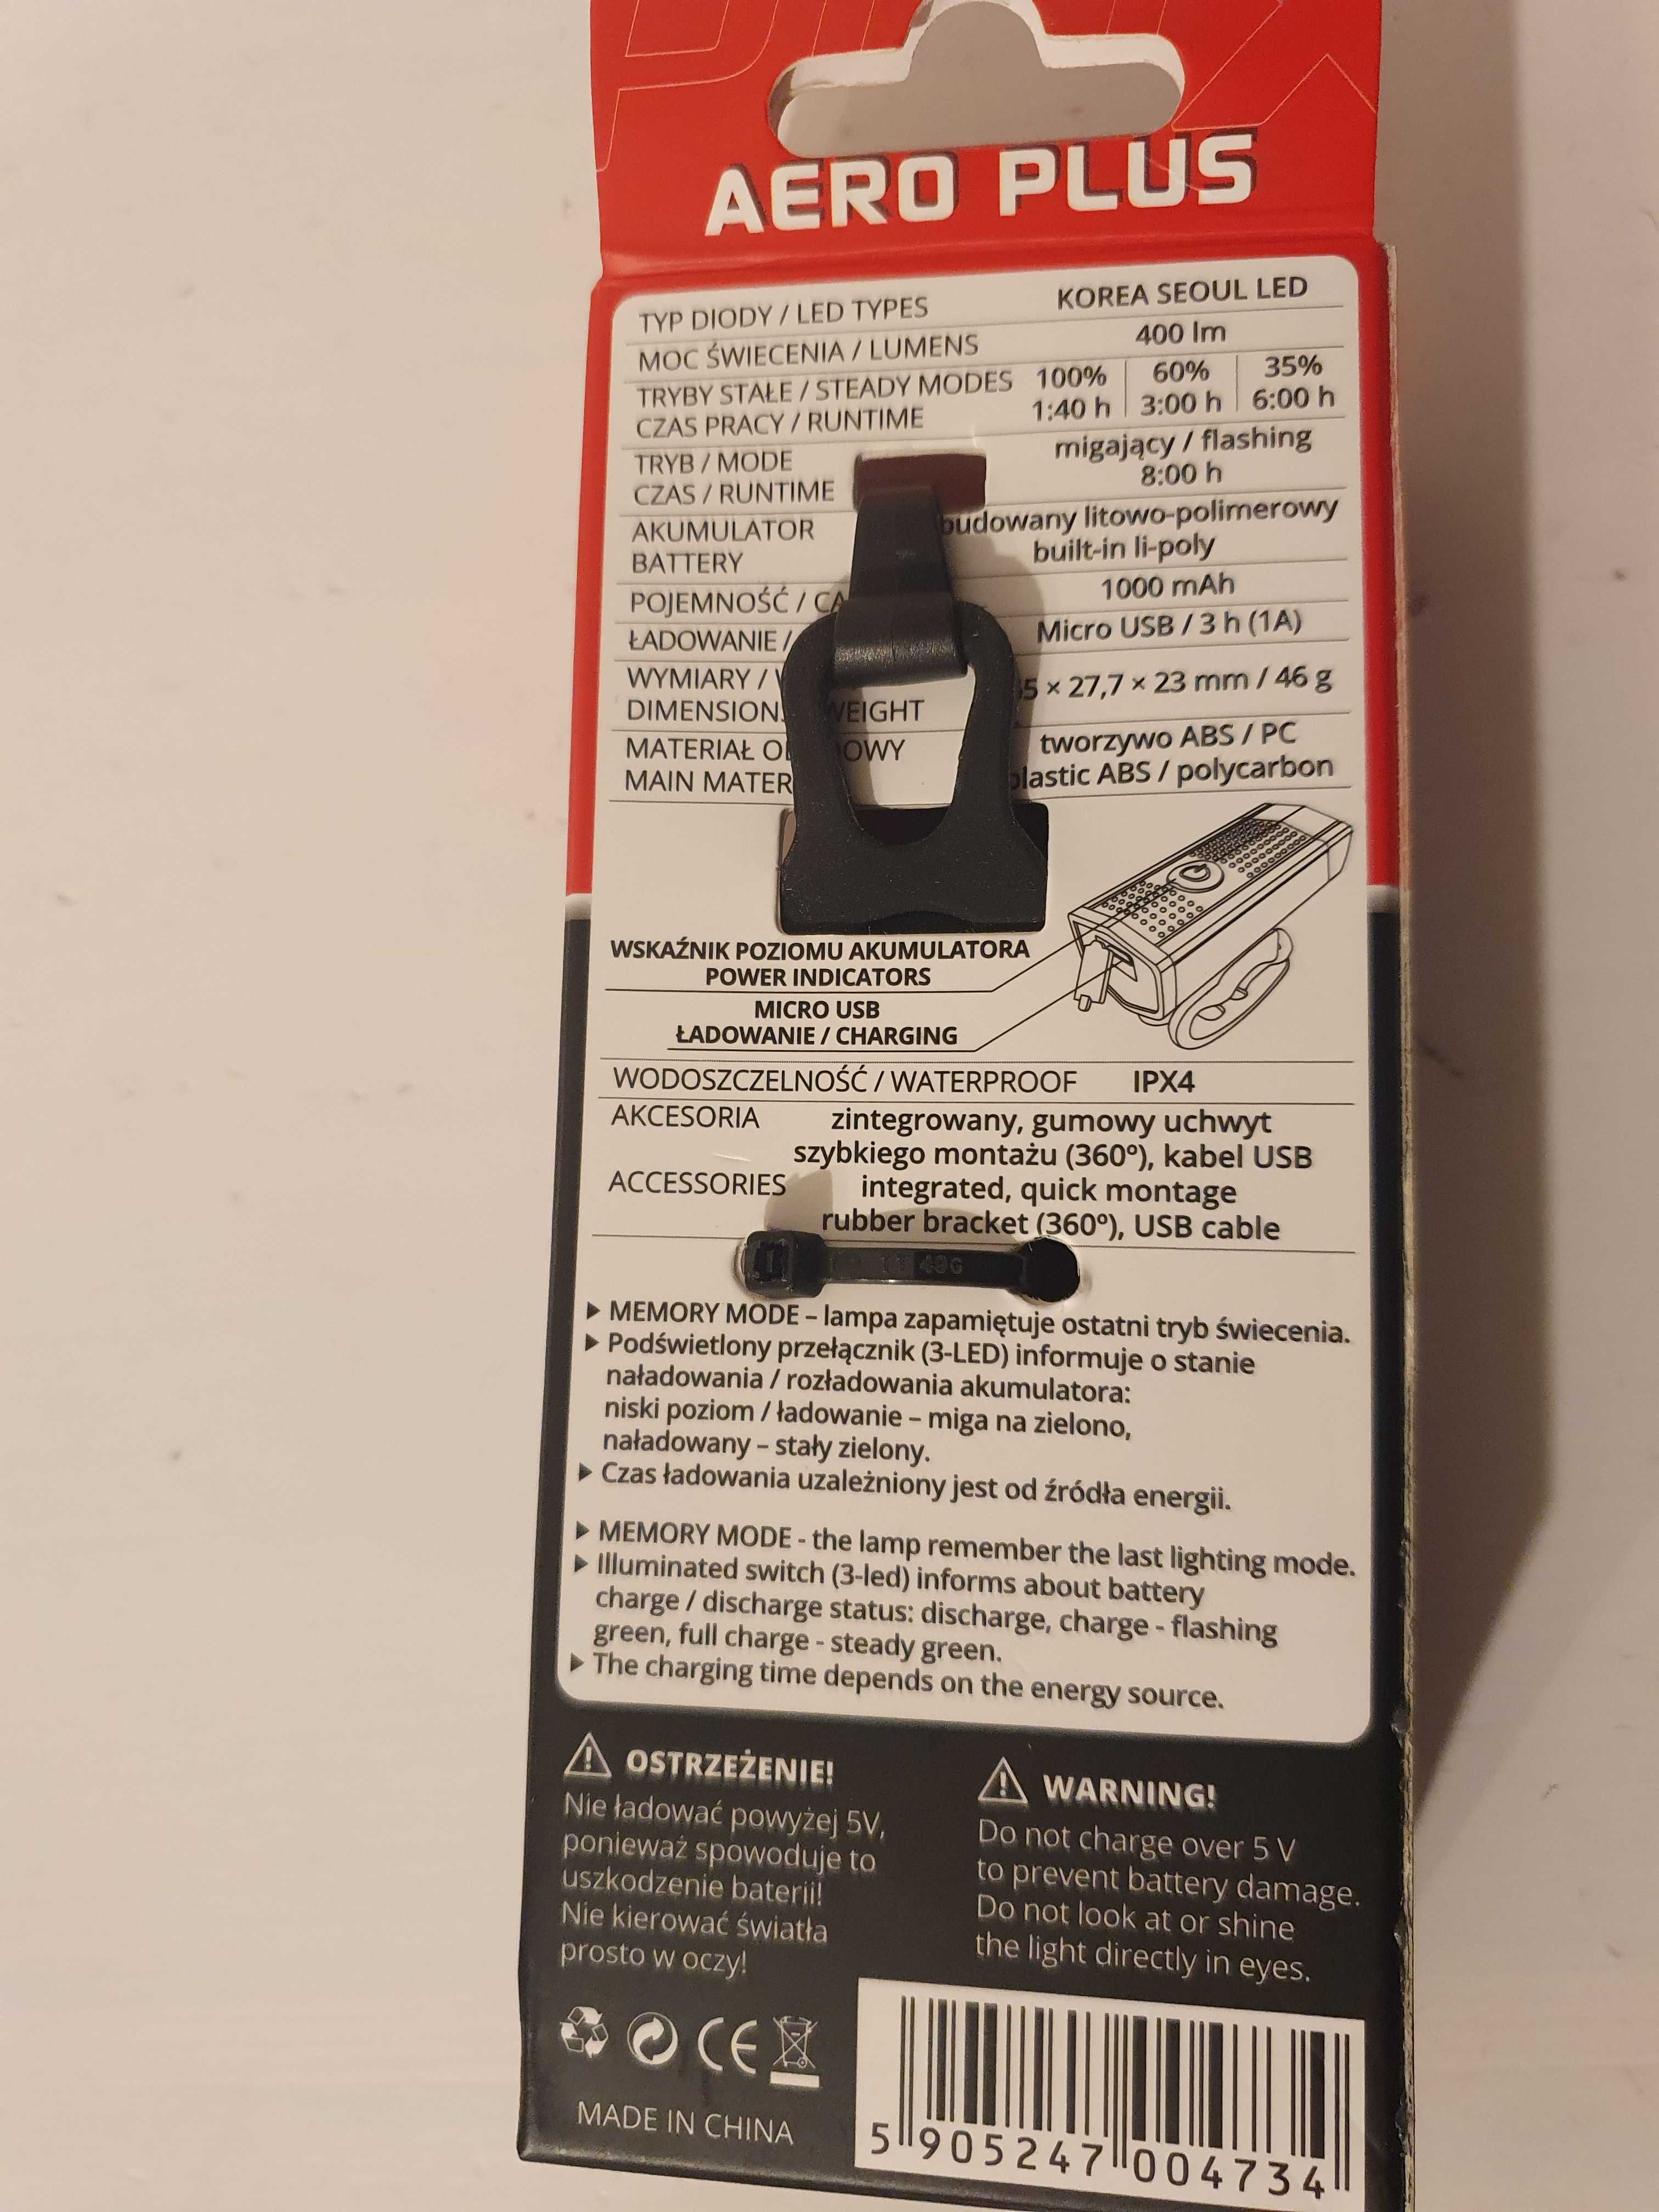 AERO PLUS
TYP DIODY / LED TYPES KOREA SEOUL LED
MOC ŚWIECENIA / LUMENS 400 lm
TRYBY STAŁE / STEADY MODES 100% 60% 35%
CZAS PRACY / RUNTIME 1:40 h 3:00 h 6:00 h
TRYB / MODE migający / flashing
CZAS / RUNTIME 8:00 h
AKUMULATOR budowany litowo-polimerowy
BATTERY built-in li-poly
POJEMNOŚĆ / 1000 mAh
ŁADOWANIE / Micro USB / 3 h (1A)
WYMIARY / 5 × 27,7 × 23 mm / 46 g
DIMENSION WEIGHT
MATERIAŁ tworzywo ABS / PC
MAIN plastic ABS / polycarbon
WSKAŹNIK POZIOMU AKUMULATORA
POWER INDICATORS
MICRO USB
ŁADOWANIE / CHARGING
WODOSZCZELNOŚĆ / WATERPROOF IPX4
AKCESORIA zintegrowany, gumowy uchwyt
szybkiego montażu (360º), kabel USB
ACCESSORIES integrated, quick montage
rubber bracket (360º), USB cable
▶ MEMORY MODE – lampa zapamiętuje ostatni tryb świecenia.
▶ Podświetlony przełącznik (3-LED) informuje o stanie
naładowania / rozładowania akumulatora:
niski poziom / ładowanie – miga na zielono,
naładowany – stały zielony.
▶ Czas ładowania uzależniony jest od źródła energii.
▶ MEMORY MODE - the lamp remember the last lighting mode.
▶ Illuminated switch (3-led) informs about battery
charge / discharge status: discharge, charge - flashing
green, full charge - steady green.
▶ The charging time depends on the energy source.
OSTRZEŻENIE!
Nie ładować powyżej 5V,
ponieważ spowoduje to
uszkodzenie baterii!
Nie kierować światła
prosto w oczy!
WARNING!
Do not charge over 5 V
to prevent battery damage.
Do not look at or shine
the light directly in eyes.
CE
MADE IN CHINA
5 905247 004734